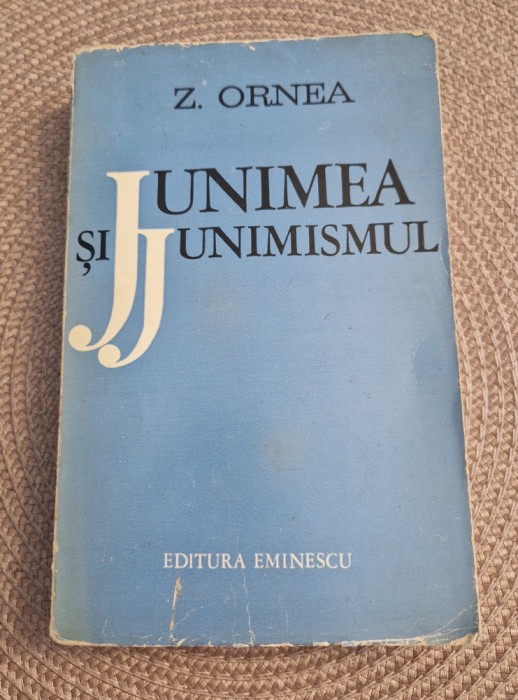 Z. ORNEA
JUNIMEA
ȘI JUNIMISMUL
EDITURA EMINESCU